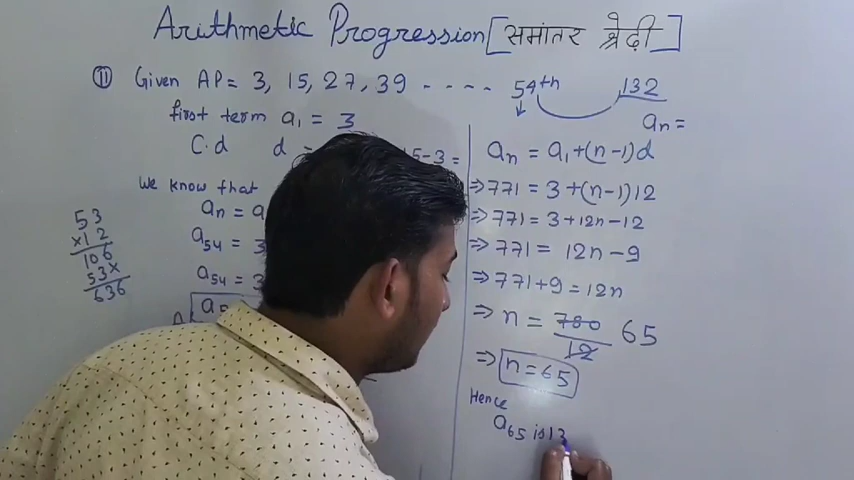 Arithmetic Progression [समांतर श्रेढ़ी]
⑪ Given AP = 3, 15, 27, 39 - - - - . . 54th 132
first term a₁ = 3
an =
C.d d = 15-3 =
We know that
an = a
a₅₄ = 3
a₅₄ = 3
53
×12
106
53×
636
an = a₁+(n-1)d
⇒771 = 3+(n-1)12
⇒771 = 3+12n-12
⇒771 = 12n-9
⇒771+9 = 12n
⇒ n = 780/12 65
⇒ n=65
Hence
a₆₅ is 13